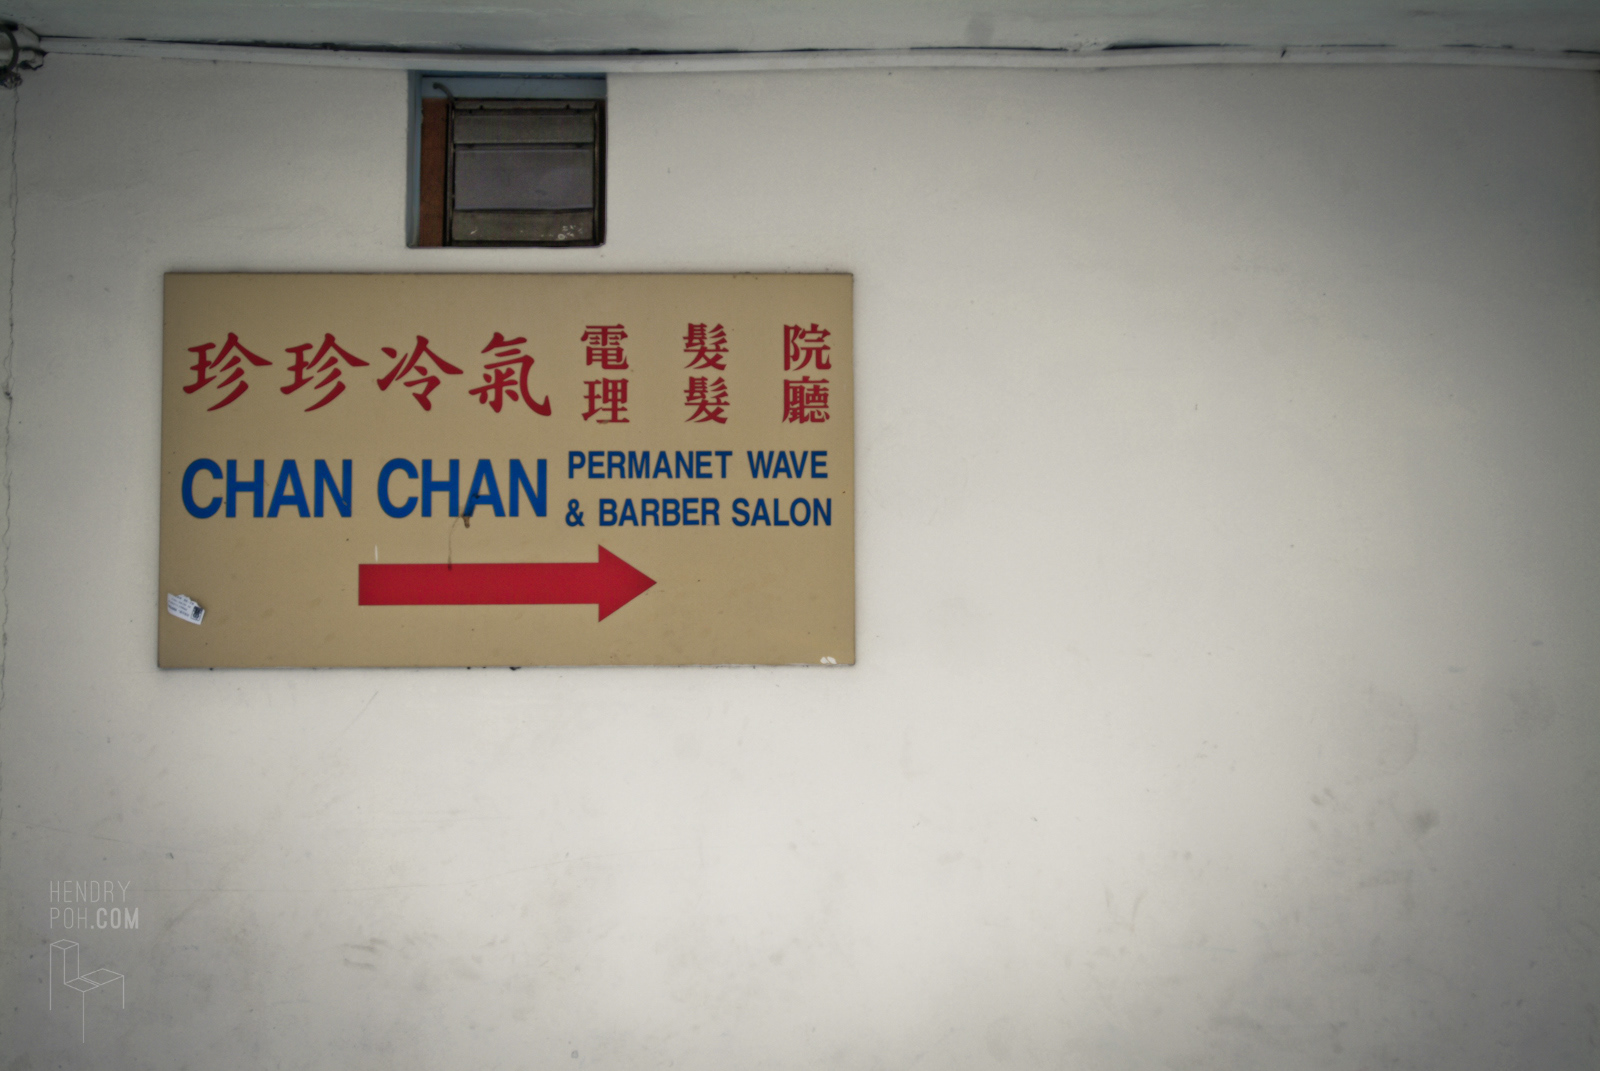 珍珍冷氣
電髮院
理髮廳
CHAN CHAN
PERMANET WAVE
& BARBER SALON
HENDRY
POH.COM